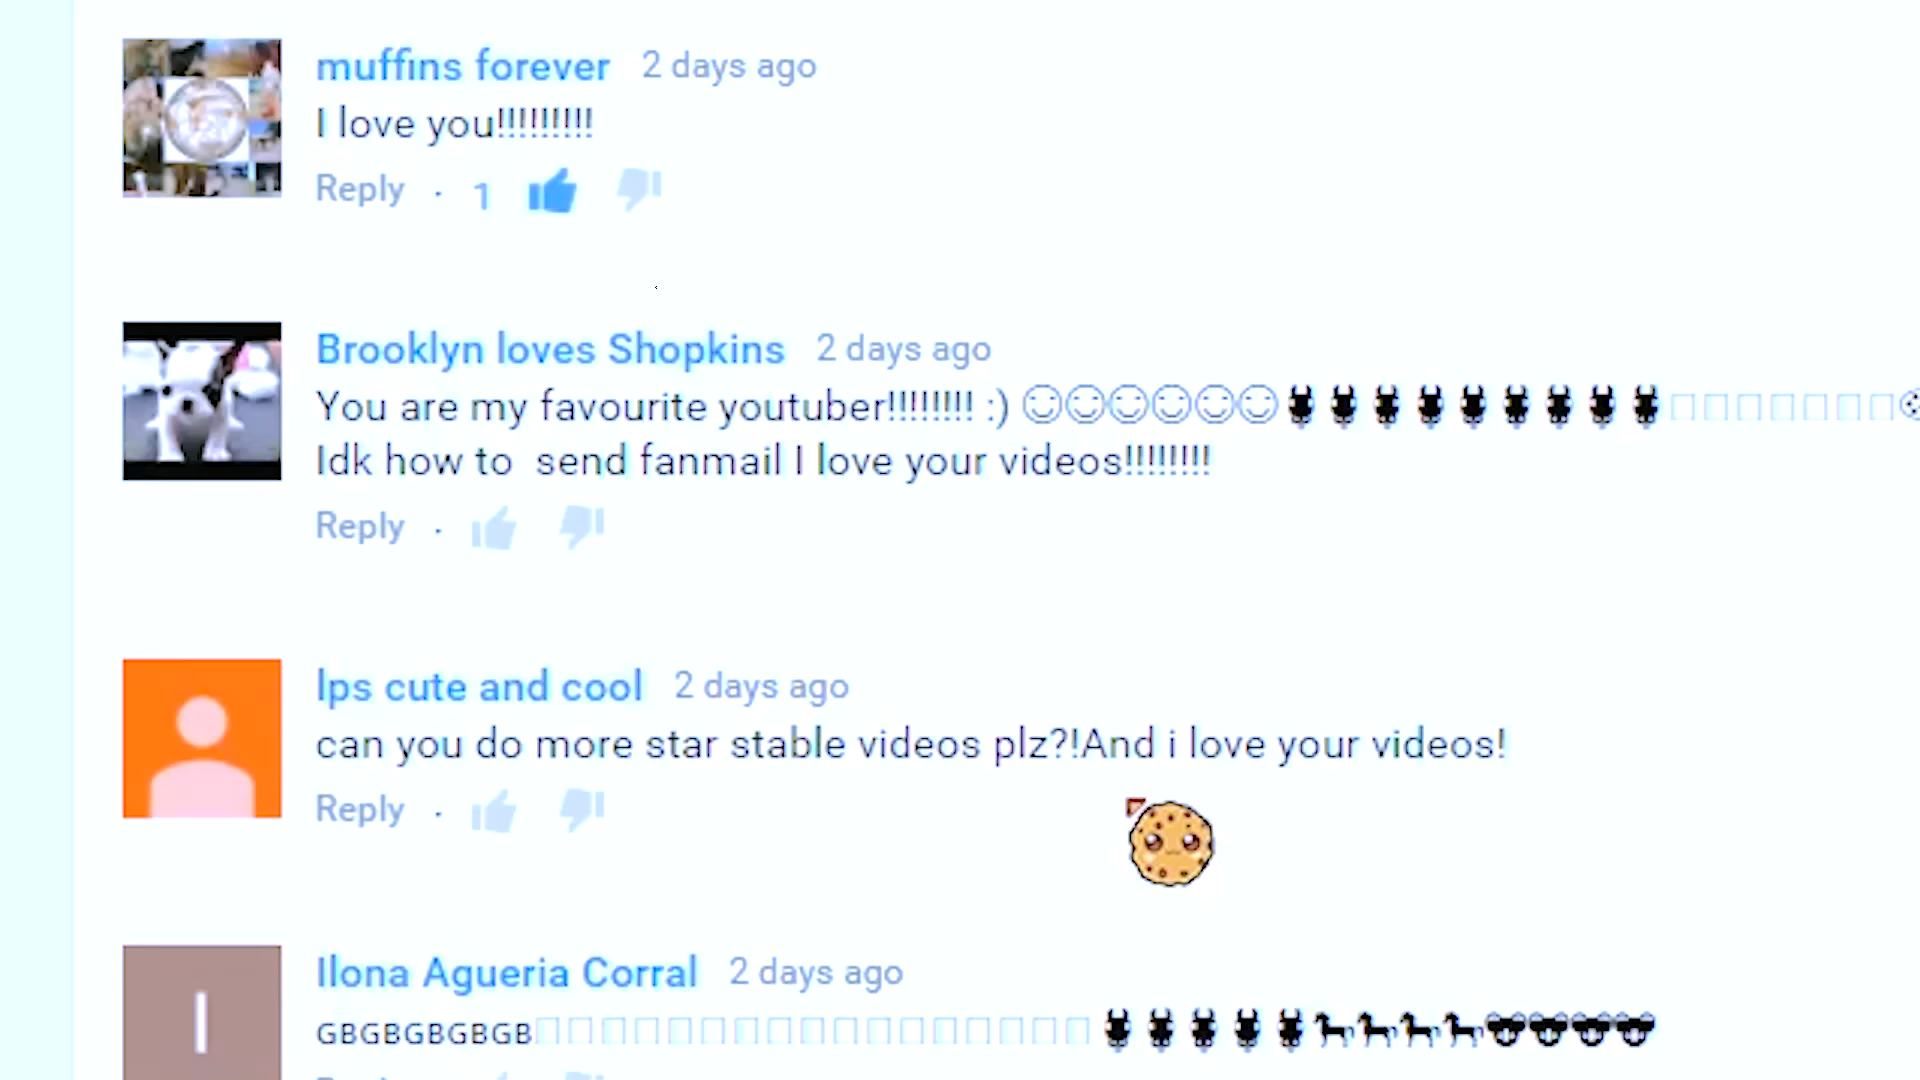 muffins forever 2 days ago
I love you!!!!!!!!!
Reply · 1
Brooklyn loves Shopkins 2 days ago
You are my favourite youtuber!!!!!!!! :) ☺☺☺☺☺☺
Idk how to  send fanmail I love your videos!!!!!!!!
Reply ·
lps cute and cool 2 days ago
can you do more star stable videos plz?!And i love your videos!
Reply ·
I
Ilona Agueria Corral 2 days ago
GBGBGBGBGB